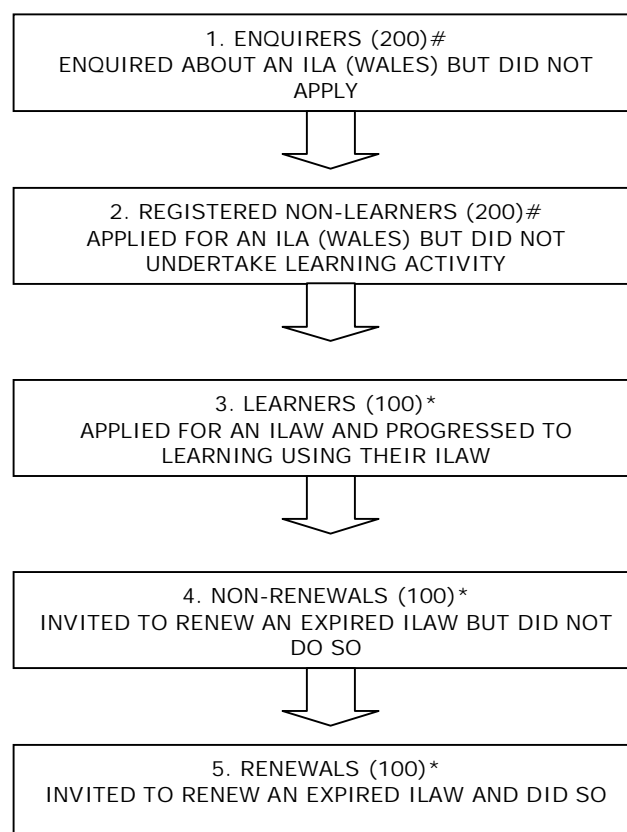 1. ENQUIRERS (200)#
ENQUIRED ABOUT AN ILA (WALES) BUT DID NOT
APPLY
2. REGISTERED NON-LEARNERS (200)#
APPLIED FOR AN ILA (WALES) BUT DID NOT
UNDERTAKE LEARNING ACTIVITY
3. LEARNERS (100)*
APPLIED FOR AN ILAW AND PROGRESSED TO
LEARNING USING THEIR ILAW
4. NON-RENEWALS (100)*
INVITED TO RENEW AN EXPIRED ILAW BUT DID NOT
DO SO
5. RENEWALS (100)*
INVITED TO RENEW AN EXPIRED ILAW AND DID SO